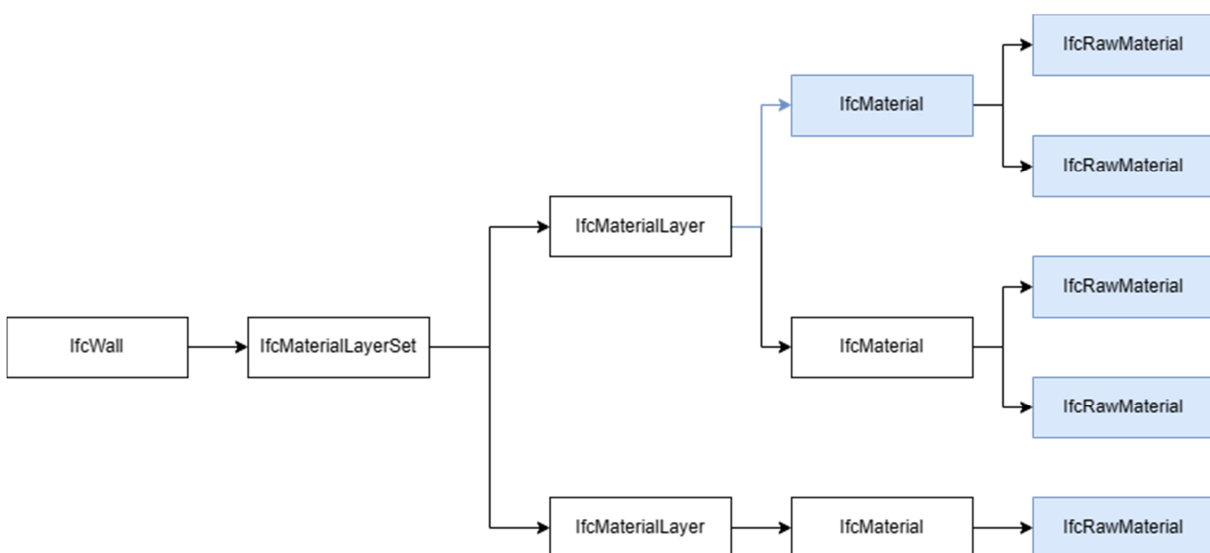 IfcRawMaterial
IfcMaterial
IfcRawMaterial
IfcMaterialLayer
IfcRawMaterial
IfcWall
IfcMaterialLayerSet
IfcMaterial
IfcRawMaterial
IfcMaterialLayer
IfcMaterial
IfcRawMaterial